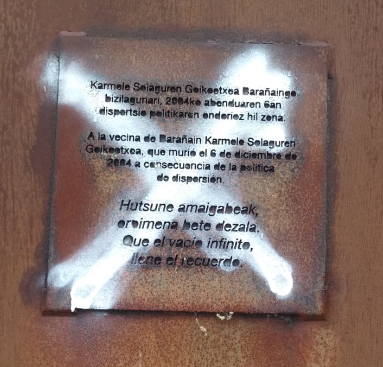 Karmele Solaguren Goikoetxea Barañaingo
bizilagunari, 2004ko abenduaren 6an
dispertsio politikaren ondorioz hil zena.
A la vecina de Barañain Karmele Solaguren
Goikoetxea, que murió el 6 de diciembre de
2004 a consecuencia de la política
de dispersión.
Hutsune amaigabeak,
oroimena bete dezala.
Que el vacío infinito,
llene el recuerdo.